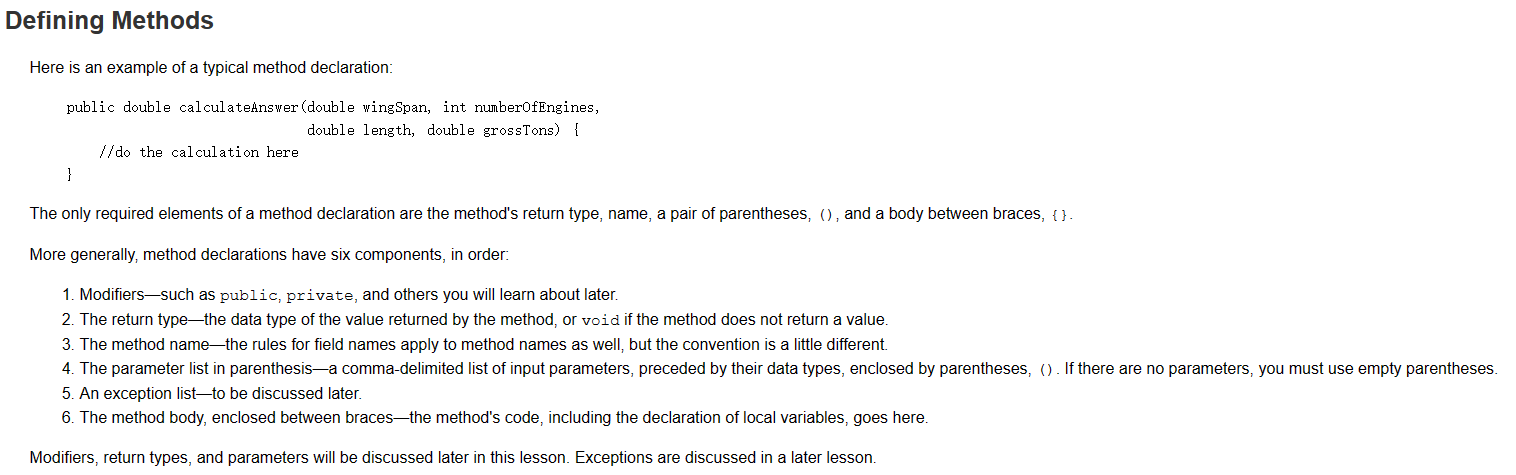 Defining Methods
Here is an example of a typical method declaration:
public double calculateAnswer(double wingSpan, int numberOfEngines,
double length, double grossTons) {
//do the calculation here
}
The only required elements of a method declaration are the method's return type, name, a pair of parentheses, (), and a body between braces, {}.
More generally, method declarations have six components, in order:
1. Modifiers—such as public, private, and others you will learn about later.
2. The return type—the data type of the value returned by the method, or void if the method does not return a value.
3. The method name—the rules for field names apply to method names as well, but the convention is a little different.
4. The parameter list in parenthesis—a comma-delimited list of input parameters, preceded by their data types, enclosed by parentheses, (). If there are no parameters, you must use empty parentheses.
5. An exception list—to be discussed later.
6. The method body, enclosed between braces—the method's code, including the declaration of local variables, goes here.
Modifiers, return types, and parameters will be discussed later in this lesson. Exceptions are discussed in a later lesson.